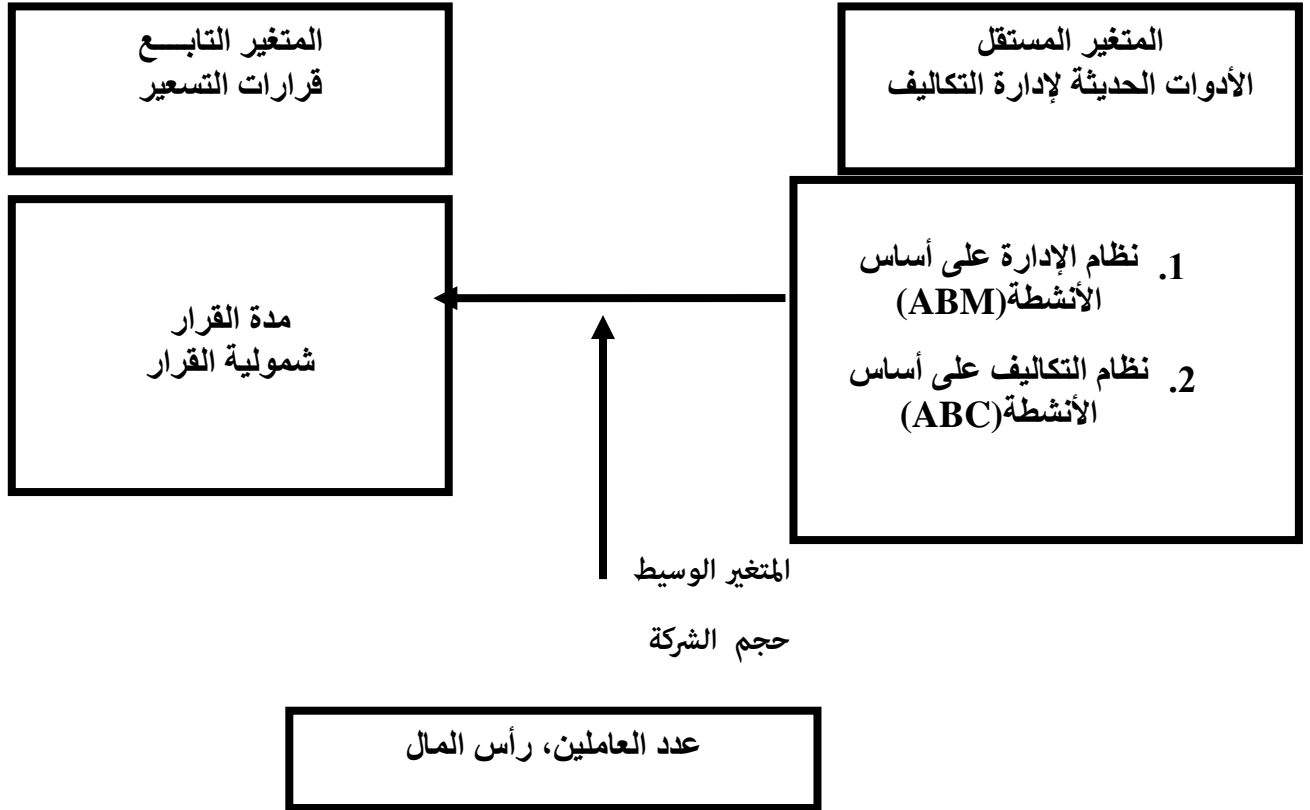 المتغير المستقل
الأدوات الحديثة لإدارة التكاليف
المتغير التابـــــع
قرارات التسعير
1. نظام الإدارة على أساس
الأنشطة(ABM)
2. نظام التكاليف على أساس
الأنشطة(ABC)
مدة القرار
شمولية القرار
المتغير الوسيط
حجم الشركة
عدد العاملين، رأس المال